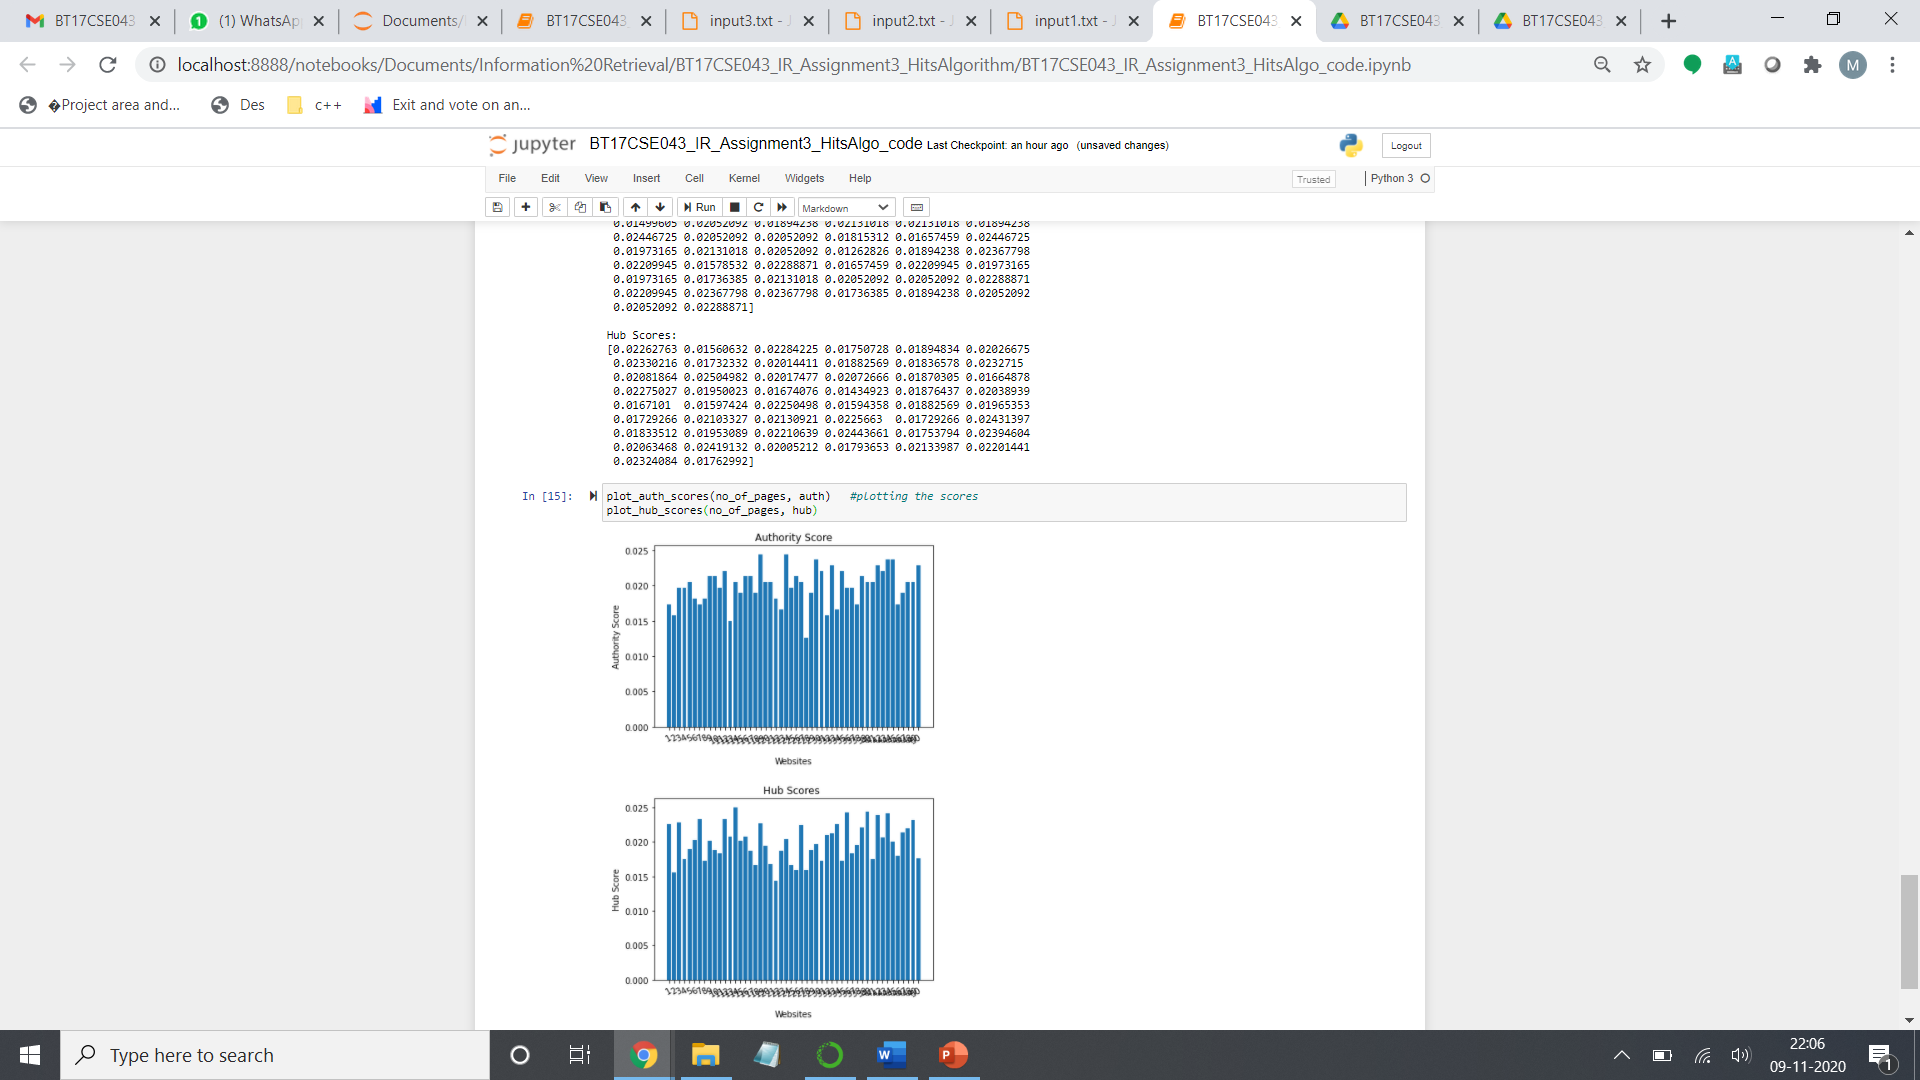 BT17CSE043
(1) WhatsAp
Documents/
BT17CSE043
input3.txt - J
input2.txt - J
input1.txt - J
BT17CSE043
BT17CSE043
BT17CSE043
localhost:8888/notebooks/Documents/Information%20Retrieval/BT17CSE043_IR_Assignment3_HitsAlgorithm/BT17CSE043_IR_Assignment3_HitsAlgo_code.ipynb
M
�Project area and...
Des
c++
Exit and vote on an...
jupyter BT17CSE043_IR_Assignment3_HitsAlgo_code Last Checkpoint: an hour ago (unsaved changes)
Logout
File Edit View Insert Cell Kernel Widgets Help
Trusted
Python 3
Run
Markdown
0.01499605 0.02052092 0.01894238 0.02131018 0.02131018 0.01894238
0.02446725 0.02052092 0.02052092 0.01815312 0.01657459 0.02446725
0.01973165 0.02131018 0.02052092 0.01262826 0.01894238 0.02367798
0.02209945 0.01578532 0.02288871 0.01657459 0.02209945 0.01973165
0.01973165 0.01736385 0.02131018 0.02052092 0.02052092 0.02288871
0.02209945 0.02367798 0.02367798 0.01736385 0.01894238 0.02052092
0.02052092 0.02288871]
Hub Scores:
[0.02262763 0.01560632 0.02284225 0.01750728 0.01894834 0.02026675
0.02330216 0.01732332 0.02014411 0.01882569 0.01836578 0.0232715
0.02081864 0.02504982 0.02017477 0.02072666 0.01870305 0.01664878
0.02275027 0.01950023 0.01674076 0.01434923 0.01876437 0.02038939
0.0167101 0.01597424 0.02250498 0.01594358 0.01882569 0.01965353
0.01729266 0.02103327 0.02130921 0.0225663 0.01729266 0.02431397
0.01833512 0.01953089 0.02210639 0.02443661 0.01753794 0.02394604
0.02063468 0.02419132 0.02005212 0.01793653 0.02133987 0.02201441
0.02324084 0.01762992]
In [15]:
plot_auth_scores(no_of_pages, auth) #plotting the scores
plot_hub_scores(no_of_pages, hub)
Authority Score
0.025
0.020
0.015
0.010
0.005
0.000
Authority Score
Websites
Hub Scores
0.025
0.020
0.015
0.010
0.005
0.000
Hub Score
Websites
Type here to search
22:06
09-11-2020
1